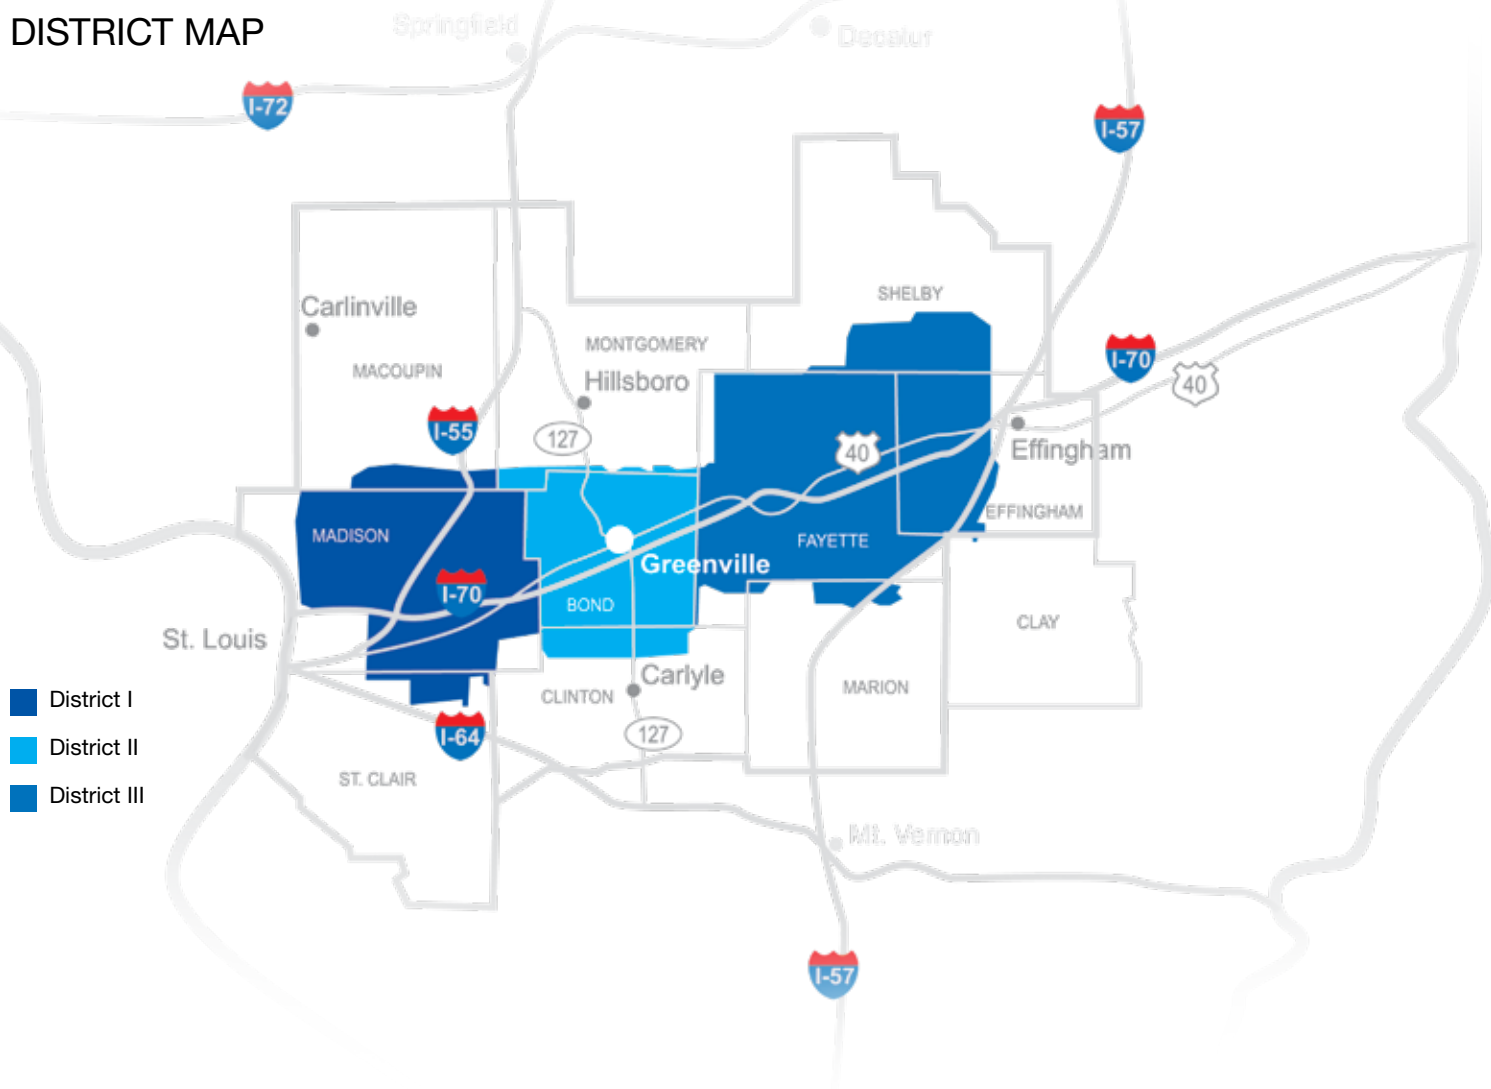 DISTRICT MAP
Springfield
Decatur
I-72
I-57
SHELBY
Carlinville
MONTGOMERY
I-70
MACOUPIN
Hillsboro
40
I-55
127
40
Effingham
EFFINGHAM
MADISON
FAYETTE
Greenville
I-70
BOND
CLAY
St. Louis
Carlyle
MARION
CLINTON
District I
I-64
127
District II
ST. CLAIR
District III
Mt. Vernon
I-57